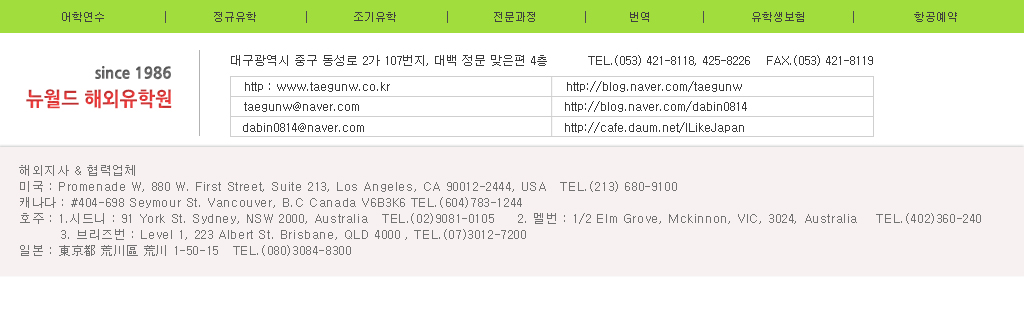 어학연수 | 정규유학 | 조기유학 | 전문과정 | 번역 | 유학생보험 | 항공예약
since 1986
뉴월드 해외유학원
대구광역시 중구 동성로 2가 107번지, 대백 정문 맞은편 4층 TEL.(053) 421-8118, 425-8226 FAX.(053) 421-8119
http : www.taegunw.co.kr http://blog.naver.com/taegunw
taegunw@naver.com http://blog.naver.com/dabin0814
dabin0814@naver.com http://cafe.daum.net/ILikeJapan
해외지사 & 협력업체
미국 : Promenade W, 880 W. First Street, Suite 213, Los Angeles, CA 90012-2444, USA TEL.(213) 680-9100
캐나다 : #404-698 Seymour St. Vancouver, B.C Canada V6B3K6 TEL.(604)783-1244
호주 : 1.시드니 : 91 York St. Sydney, NSW 2000, Australia TEL.(02)9081-0105 2. 멜번 : 1/2 Elm Grove, Mckinnon, VIC, 3024, Australia TEL.(402)360-240
3. 브리즈번 : Level 1, 223 Albert St. Brisbane, QLD 4000 , TEL.(07)3012-7200
일본 : 東京都 荒川區 荒川 1-50-15 TEL.(080)3084-8300